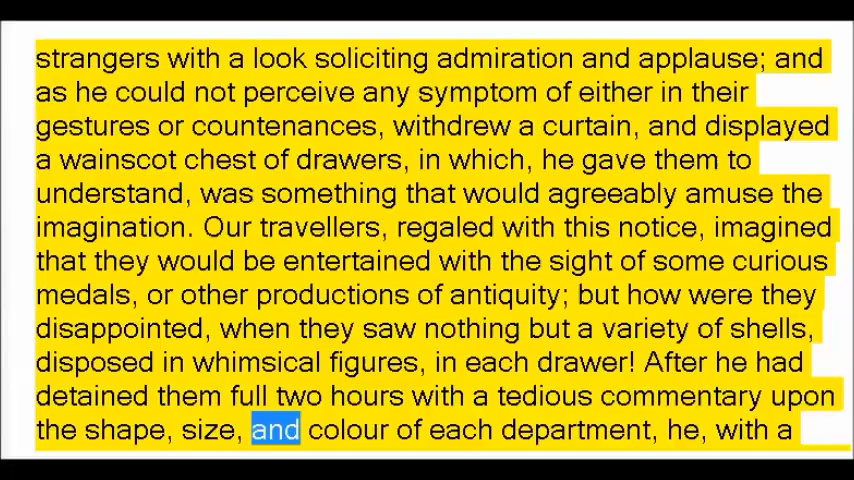 strangers with a look soliciting admiration and applause; and
as he could not perceive any symptom of either in their
gestures or countenances, withdrew a curtain, and displayed
a wainscot chest of drawers, in which, he gave them to
understand, was something that would agreeably amuse the
imagination. Our travellers, regaled with this notice, imagined
that they would be entertained with the sight of some curious
medals, or other productions of antiquity; but how were they
disappointed, when they saw nothing but a variety of shells,
disposed in whimsical figures, in each drawer! After he had
detained them full two hours with a tedious commentary upon
the shape, size, and colour of each department, he, with a